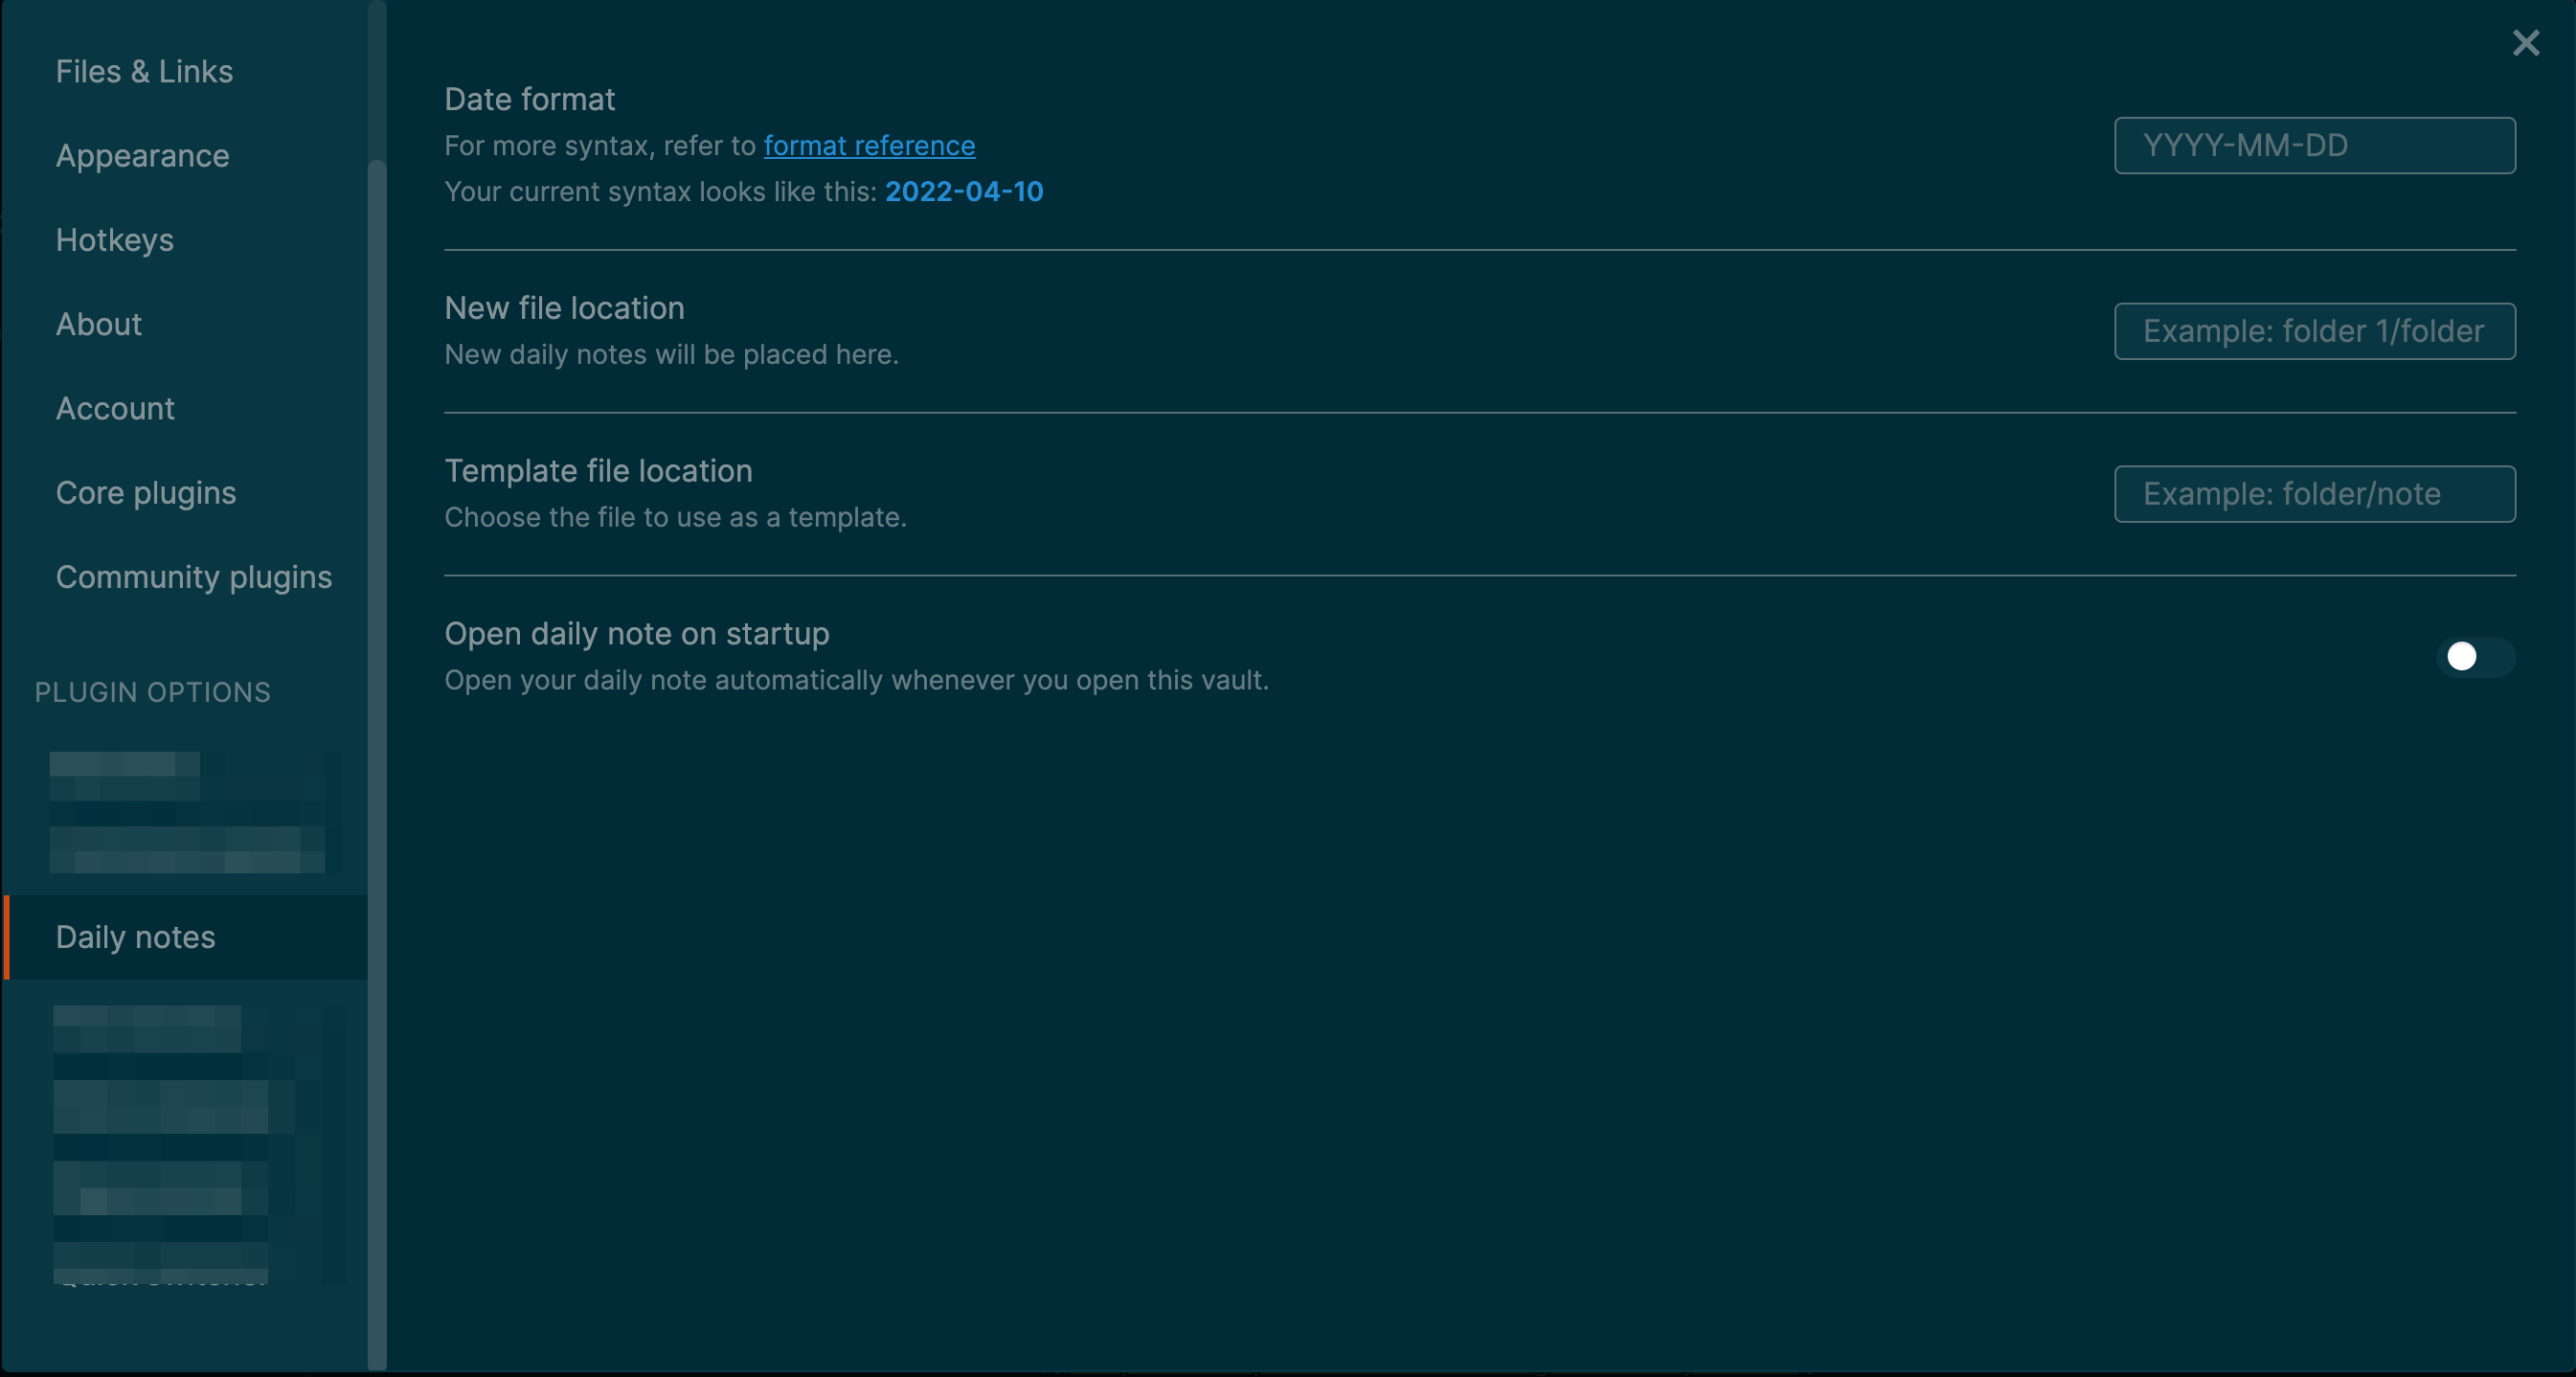 Files & Links
Appearance
Hotkeys
About
Account
Core plugins
Community plugins
PLUGIN OPTIONS
Daily notes
Date format
For more syntax, refer to format reference
Your current syntax looks like this: 2022-04-10
YYYY-MM-DD
New file location
New daily notes will be placed here.
Example: folder 1/folder
Template file location
Choose the file to use as a template.
Example: folder/note
Open daily note on startup
Open your daily note automatically whenever you open this vault.